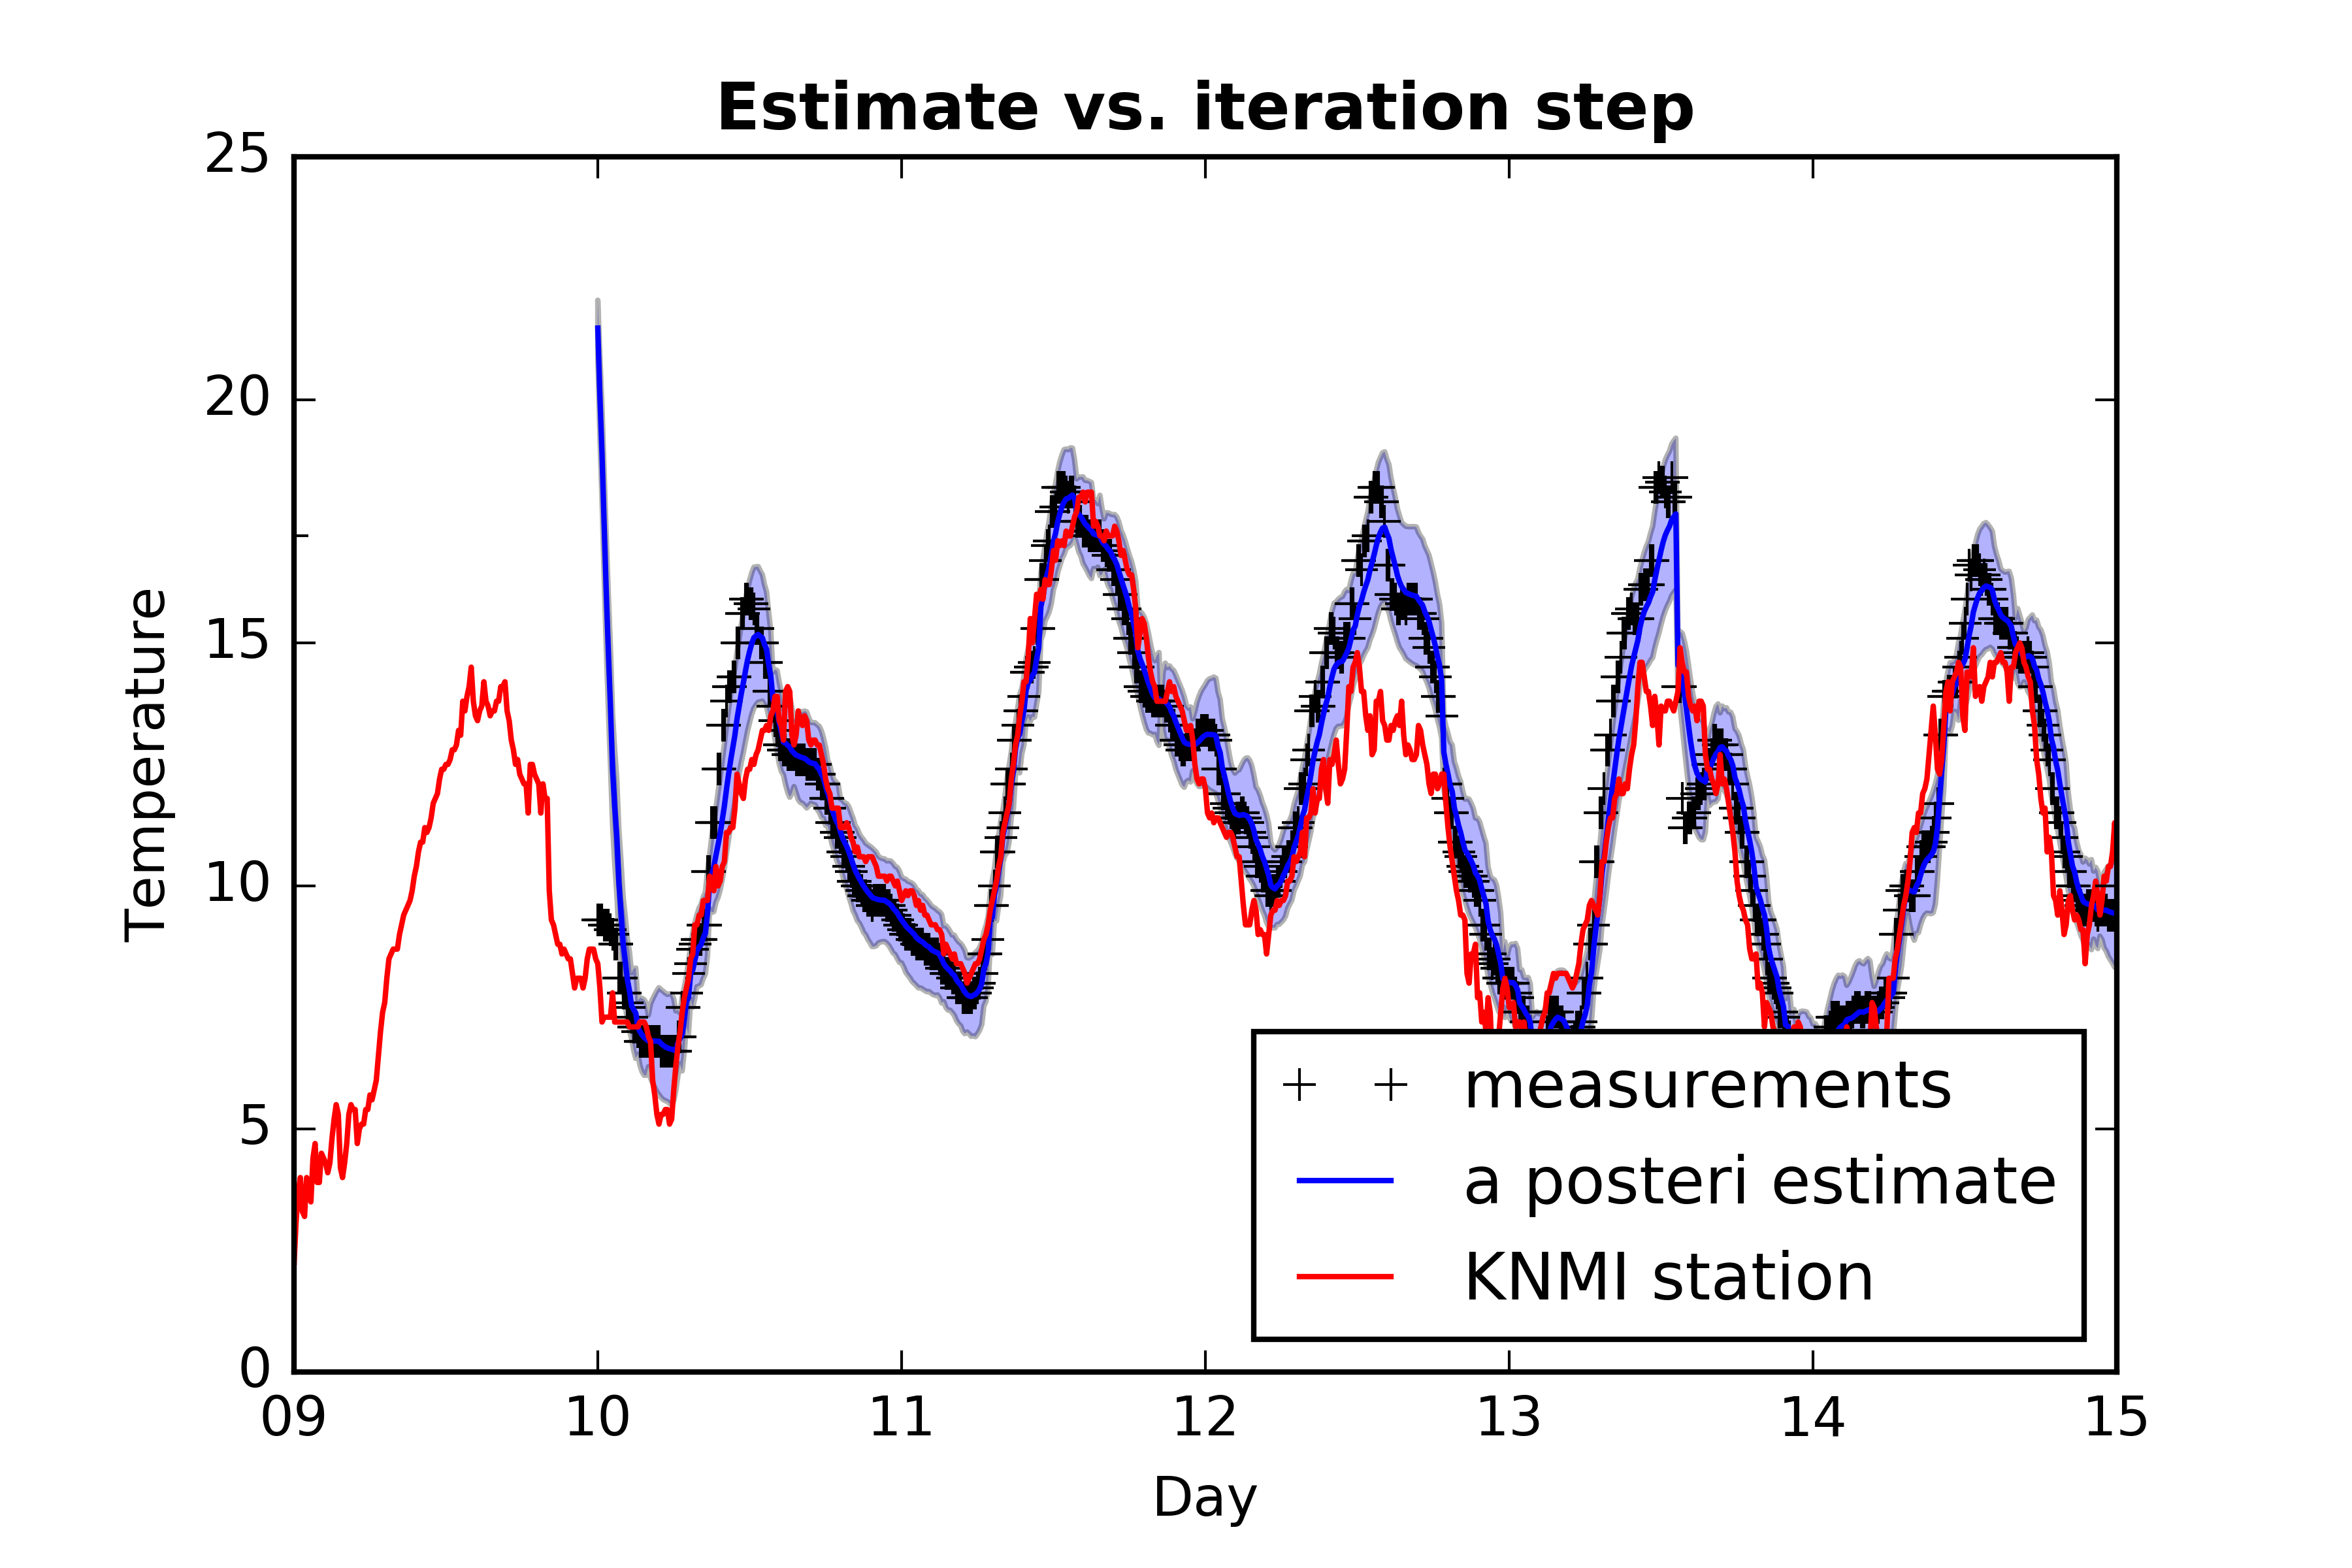 Estimate vs. iteration step
25
20
15
10
5
0
Temperature
09 10 11 12 13 14 15
Day
measurements
a posteri estimate
KNMI station